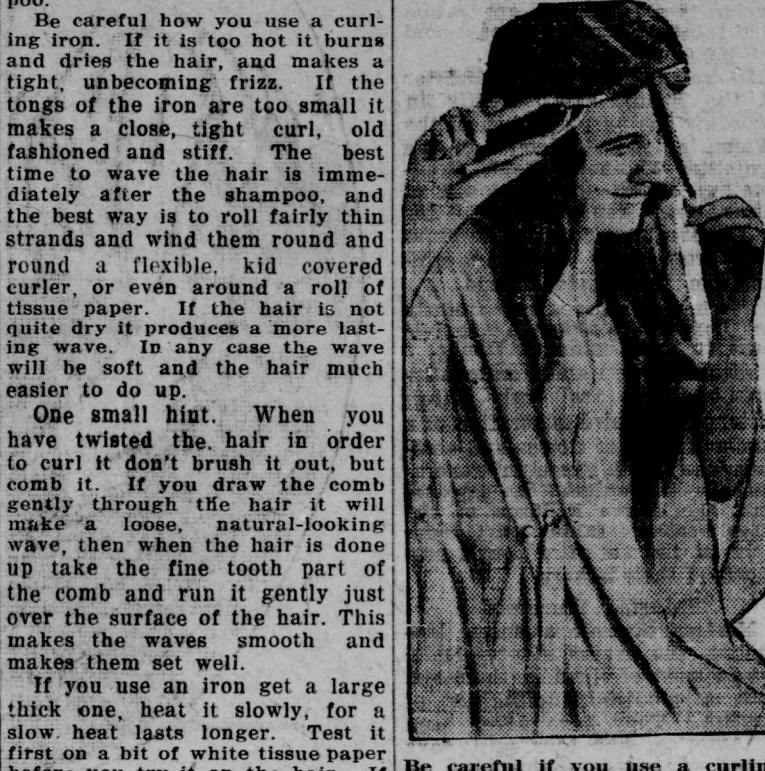 poo.
Be careful how you use a curl-
ing iron. If it is too hot it burns
and dries the hair, and makes a
tight, unbecoming frizz. If the
tongs of the iron are too small it
makes a close, tight curl, old
fashioned and stiff. The best
time to wave the hair is imme-
diately after the shampoo, and
the best way is to roll fairly thin
strands and wind them round and
round a flexible, kid covered
curler, or even around a roll of
tissue paper. If the hair is not
quite dry it produces a more last-
ing wave. In any case the wave
will be soft and the hair much
easier to do up.
One small hint. When you
have twisted the hair in order
to curl it don't brush it out, but
comb it. If you draw the comb
gently through the hair it will
make a loose, natural-looking
wave, then when the hair is done
up take the fine tooth part of
the comb and run it gently just
over the surface of the hair. This
makes the waves smooth and
makes them set well.
If you use an iron get a large
thick one, heat it slowly, for a
slow heat lasts longer. Test it
first on a bit of white tissue paper
before you try it on the hair. If
Be careful if you use a curlin